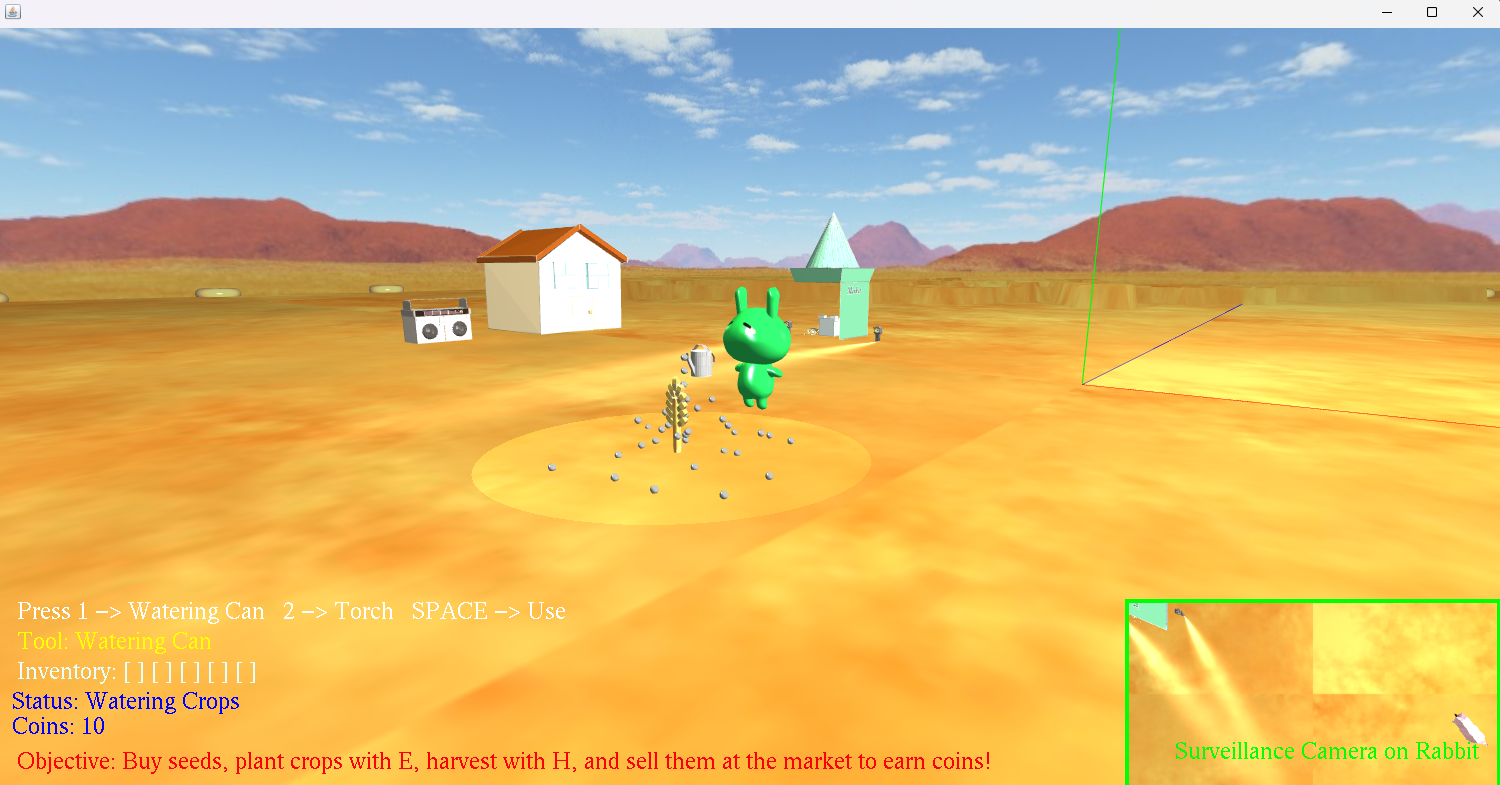 Press 1 -> Watering Can 2 -> Torch SPACE -> Use
Tool: Watering Can
Inventory: [ ] [ ] [ ] [ ] [ ]
Status: Watering Crops
Coins: 10
Objective: Buy seeds, plant crops with E, harvest with H, and sell them at the market to earn coins!
Surveillance Camera on Rabbit